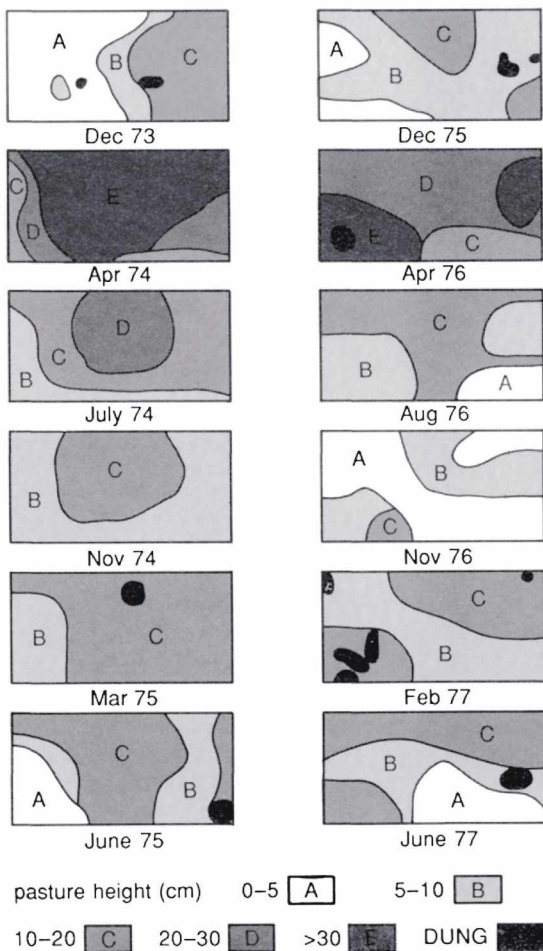 A B C
Dec 73
C B
Dec 75
C D E
Apr 74
D E C
Apr 76
B C D
July 74
B C A
Aug 76
B C
Nov 74
A B C
Nov 76
B C
Mar 75
C B
Feb 77
A C B
June 75
C B A
June 77
pasture height (cm) 0–5 A 5–10 B
10–20 C 20–30 D >30 E DUNG